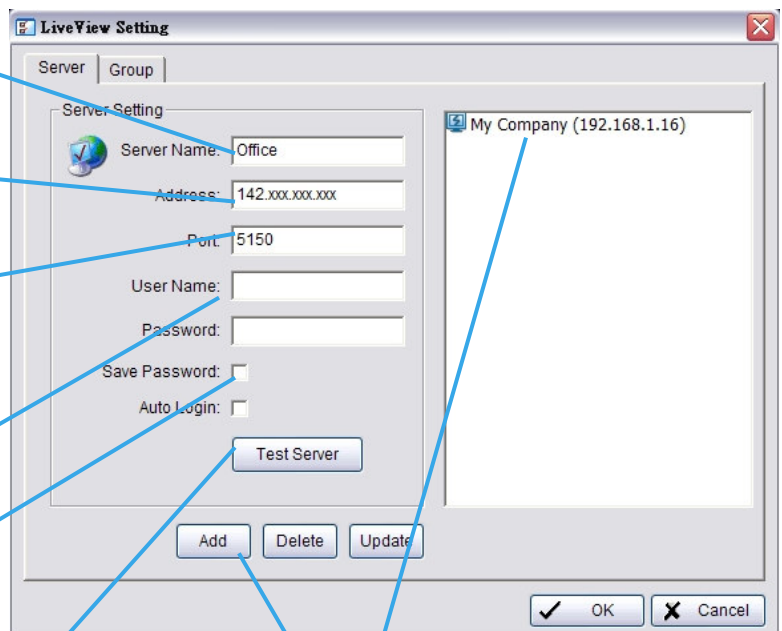 LiveView Setting
Server
Group
Server Setting
Server Name: Office
Address: 142.xxx.xxx.xxx
Port: 5150
User Name:
Password:
Save Password:
Auto Login:
Test Server
Add
Delete
Update
My Company (192.168.1.16)
OK
Cancel